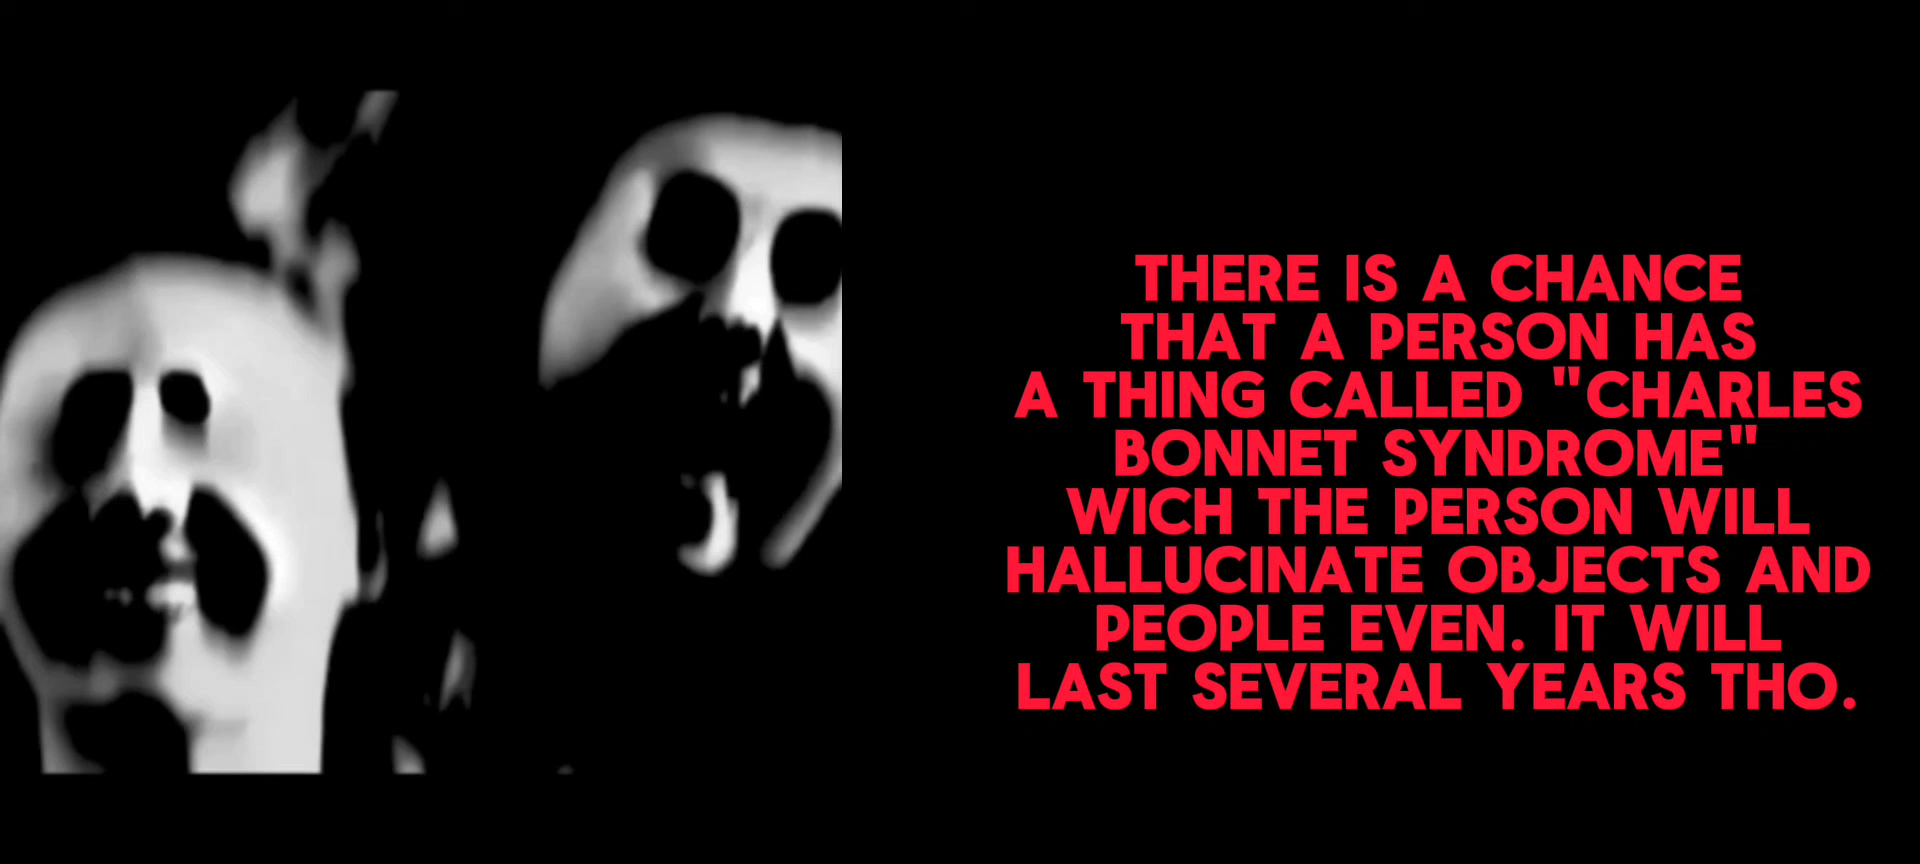 THERE IS A CHANCE
THAT A PERSON HAS
A THING CALLED "CHARLES
BONNET SYNDROME"
WICH THE PERSON WILL
HALLUCINATE OBJECTS AND
PEOPLE EVEN. IT WILL
LAST SEVERAL YEARS THO.